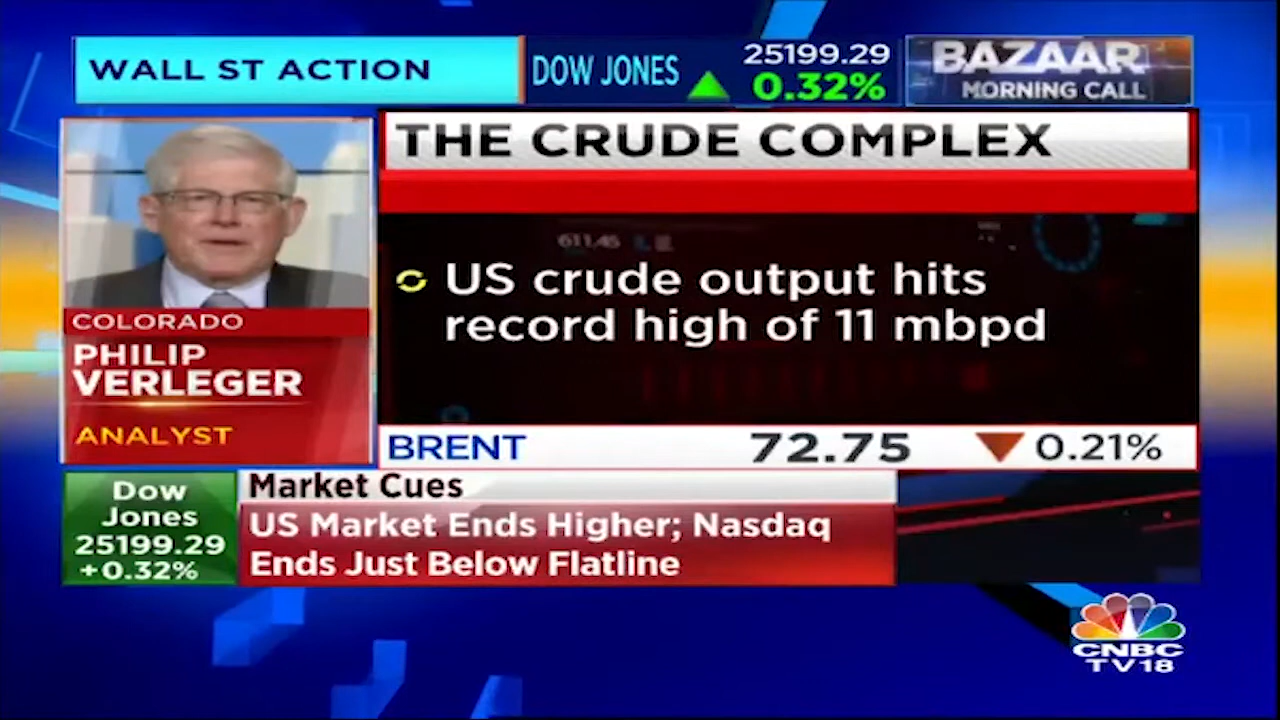 WALL ST ACTION
DOW JONES
25199.29
0.32%
BAZAAR
MORNING CALL
THE CRUDE COMPLEX
COLORADO
PHILIP
VERLEGER
ANALYST
611.45
US crude output hits
record high of 11 mbpd
BRENT 72.75 0.21%
Dow
Jones
25199.29
+0.32%
Market Cues
US Market Ends Higher; Nasdaq
Ends Just Below Flatline
CNBC
TV18